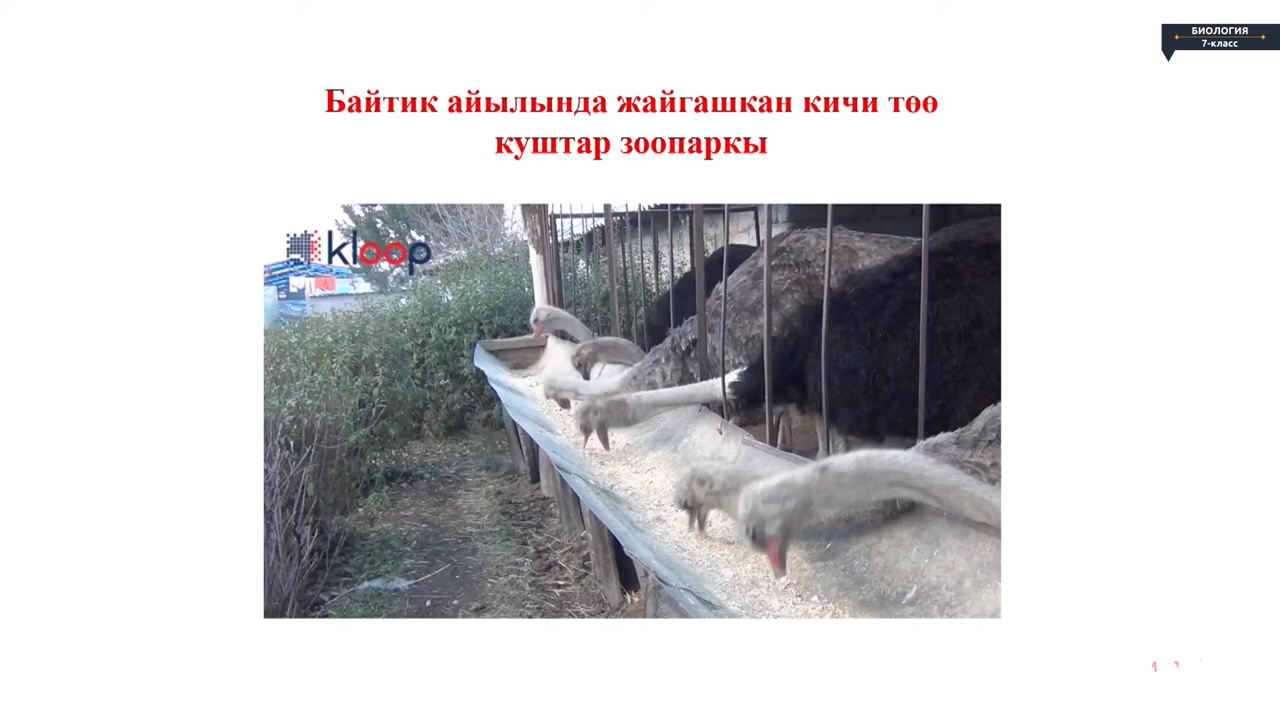 БИОЛОГИЯ
7-класс
Байтик айылында жайгашкан кичи төө
куштар зоопаркы
kloop